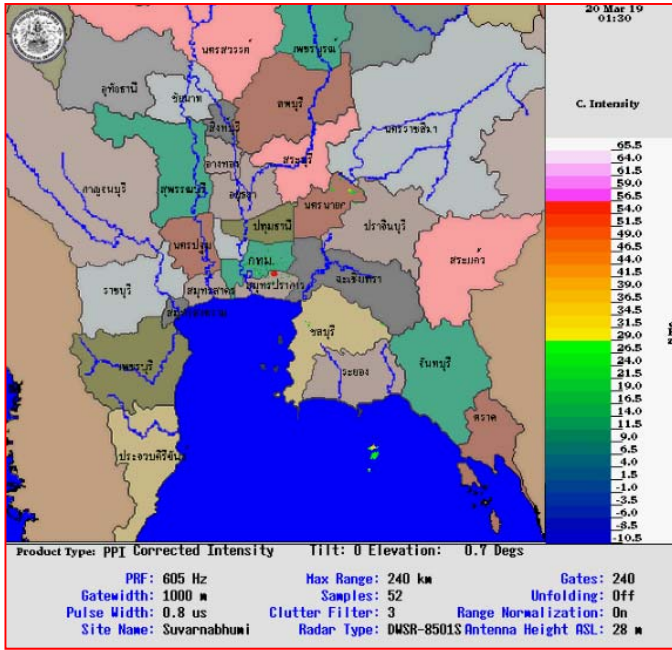 20 Mar 19
01:30
C. Intensity
65.5
64.0
61.5
59.0
56.5
54.0
51.5
49.0
46.5
44.0
41.5
39.0
36.5
34.0
31.5
29.0
26.5
24.0
21.5
19.0
16.5
14.0
11.5
9.0
6.5
4.0
1.5
-1.0
-3.5
-6.0
-8.5
-10.5
นครสวรรค์
เพชรบูรณ์
อุทัยธานี
ชัยนาท
ลพบุรี
สิงห์บุรี
นครราชสีมา
อ่างทอง
สระบุรี
กาญจนบุรี
สุพรรณบุรี
อยุธยา
นครนายก
ปทุมธานี
ปราจีนบุรี
นครปฐม
กทม.
สระแก้ว
ราชบุรี
สมุทรสาคร
สมุทรปราการ
ฉะเชิงเทรา
เพชรบุรี
ชลบุรี
ระยอง
จันทบุรี
ตราด
ประจวบคิรีขันธ์
Product Type: PPI Corrected Intensity Tilt: 0 Elevation: 0.7 Degs
PRF: 605 Hz Max Range: 240 km Gates: 240
Gatewidth: 1000 m Samples: 52 Unfolding: Off
Pulse Width: 0.8 us Clutter Filter: 3 Range Normalization: On
Site Name: Suvarnabhumi Radar Type: DWSR-8501S Antenna Height ASL: 28 m